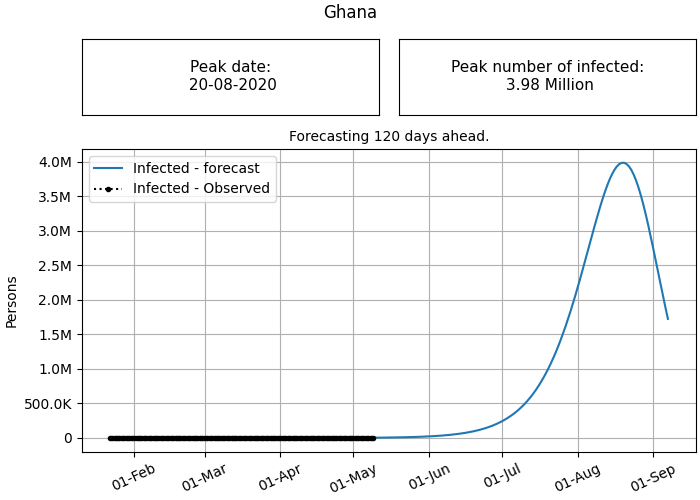 Ghana
Peak date:
20-08-2020
Peak number of infected:
3.98 Million
Forecasting 120 days ahead.
Infected - forecast
Infected - Observed
Persons
4.0M
3.5M
3.0M
2.5M
2.0M
1.5M
1.0M
500.0K
0
01-Feb
01-Mar
01-Apr
01-May
01-Jun
01-Jul
01-Aug
01-Sep